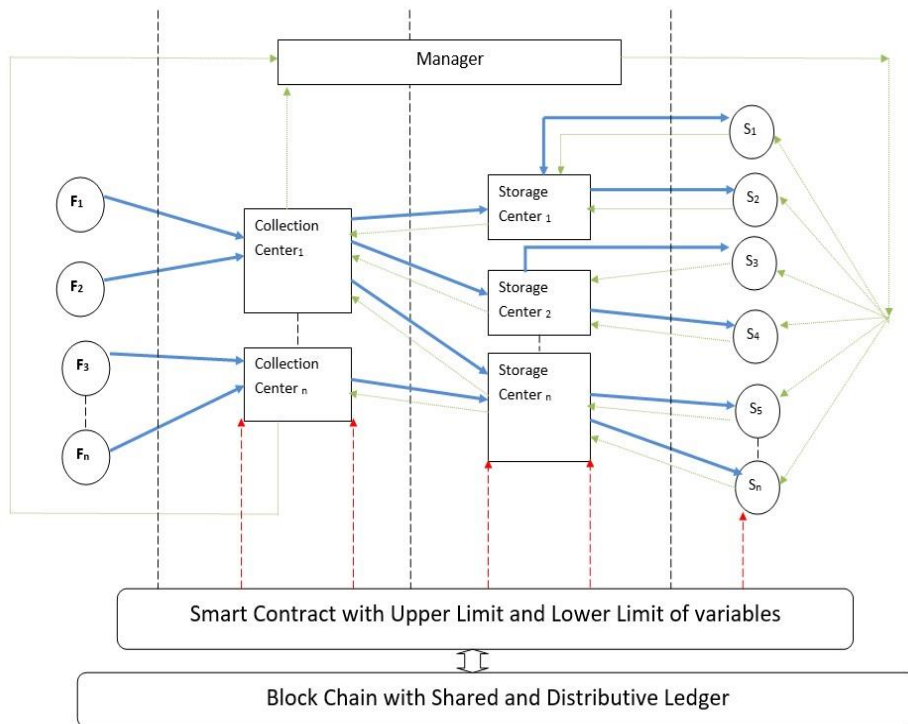 Manager
S1
F1
Storage
Center 1
S2
Collection
Center1
F2
S3
Storage
Center 2
S4
F3
Collection
Center n
Storage
Center n
S5
Fn
Sn
Smart Contract with Upper Limit and Lower Limit of variables
Block Chain with Shared and Distributive Ledger